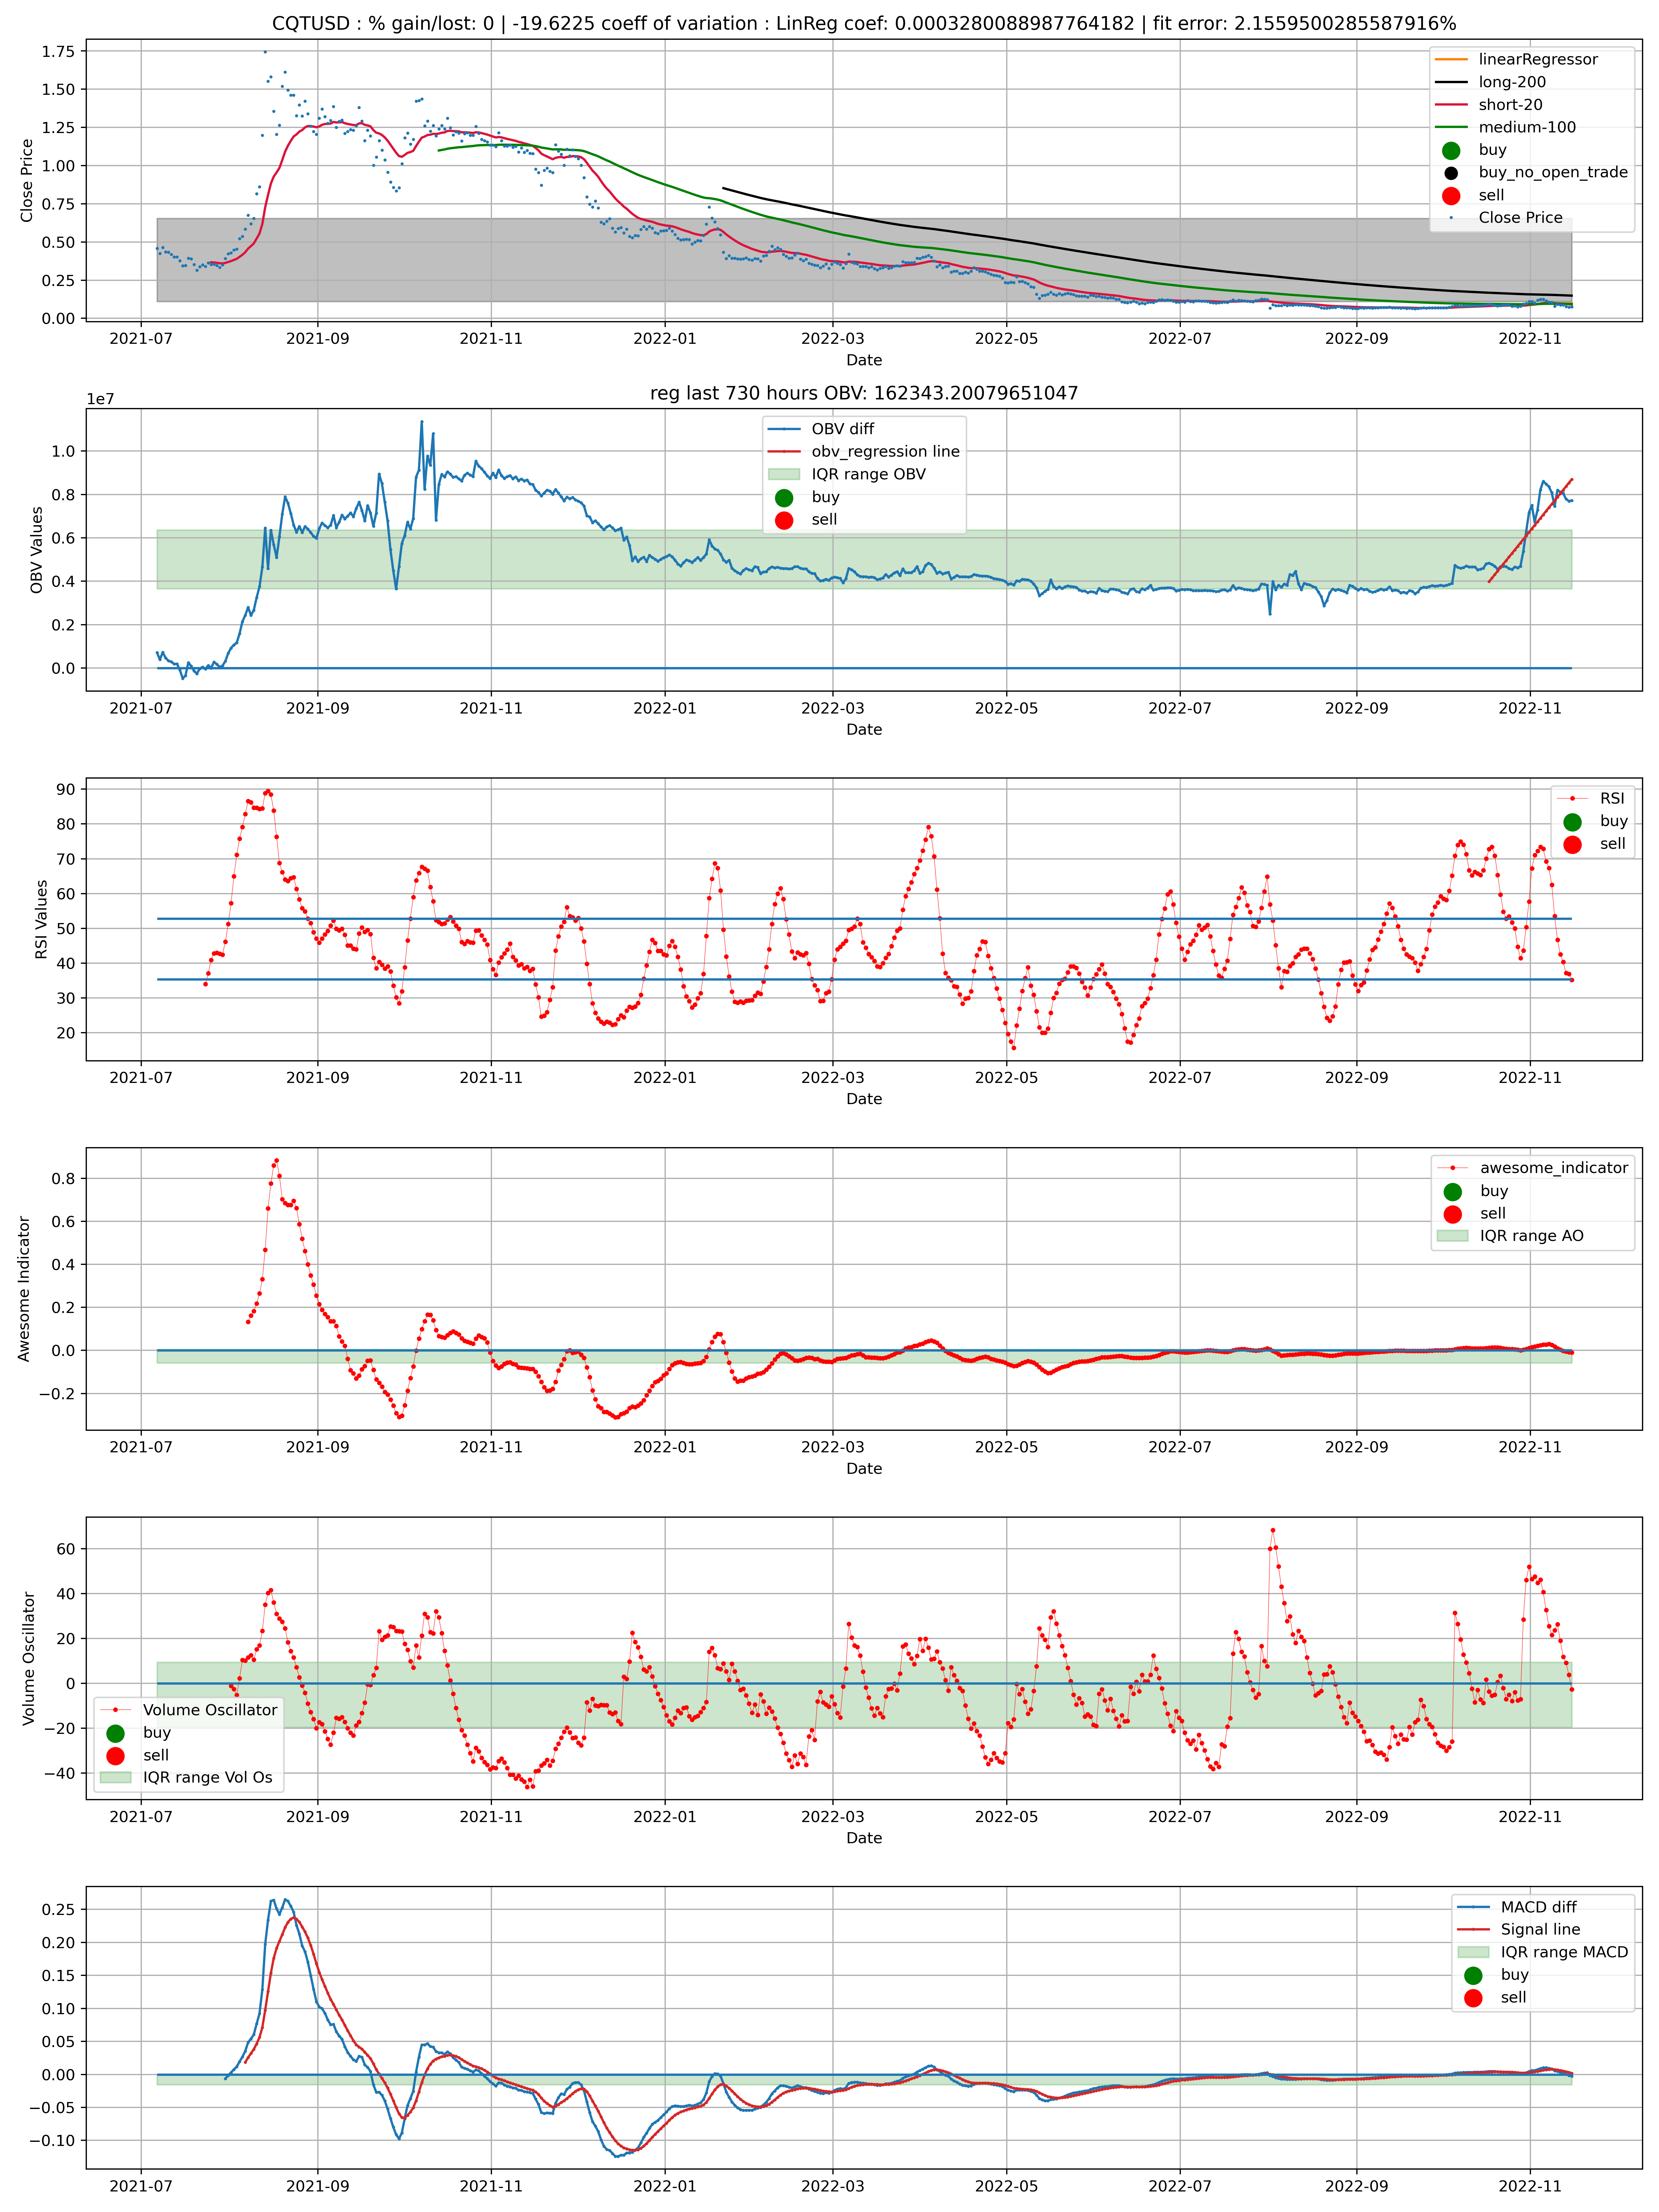 CQTUSD : % gain/lost: 0 | -19.6225 coeff of variation : LinReg coef: 0.0003280088987764182 | fit error: 2.1559500285587916%
Close Price
1.75
1.50
1.25
1.00
0.75
0.50
0.25
0.00
linearRegressor
long-200
short-20
medium-100
buy
buy_no_open_trade
sell
Close Price
2021-07 2021-09 2021-11 2022-01 2022-03 2022-05 2022-07 2022-09 2022-11
Date
reg last 730 hours OBV: 162343.20079651047
1e7
OBV Values
1.0
0.8
0.6
0.4
0.2
0.0
OBV diff
obv_regression line
IQR range OBV
buy
sell
2021-07 2021-09 2021-11 2022-01 2022-03 2022-05 2022-07 2022-09 2022-11
Date
RSI Values
90
80
70
60
50
40
30
20
RSI
buy
sell
2021-07 2021-09 2021-11 2022-01 2022-03 2022-05 2022-07 2022-09 2022-11
Date
Awesome Indicator
0.8
0.6
0.4
0.2
0.0
−0.2
awesome_indicator
buy
sell
IQR range AO
2021-07 2021-09 2021-11 2022-01 2022-03 2022-05 2022-07 2022-09 2022-11
Date
Volume Oscillator
60
40
20
0
−20
−40
Volume Oscillator
buy
sell
IQR range Vol Os
2021-07 2021-09 2021-11 2022-01 2022-03 2022-05 2022-07 2022-09 2022-11
Date
0.25
0.20
0.15
0.10
0.05
0.00
−0.05
−0.10
MACD diff
Signal line
IQR range MACD
buy
sell
2021-07 2021-09 2021-11 2022-01 2022-03 2022-05 2022-07 2022-09 2022-11